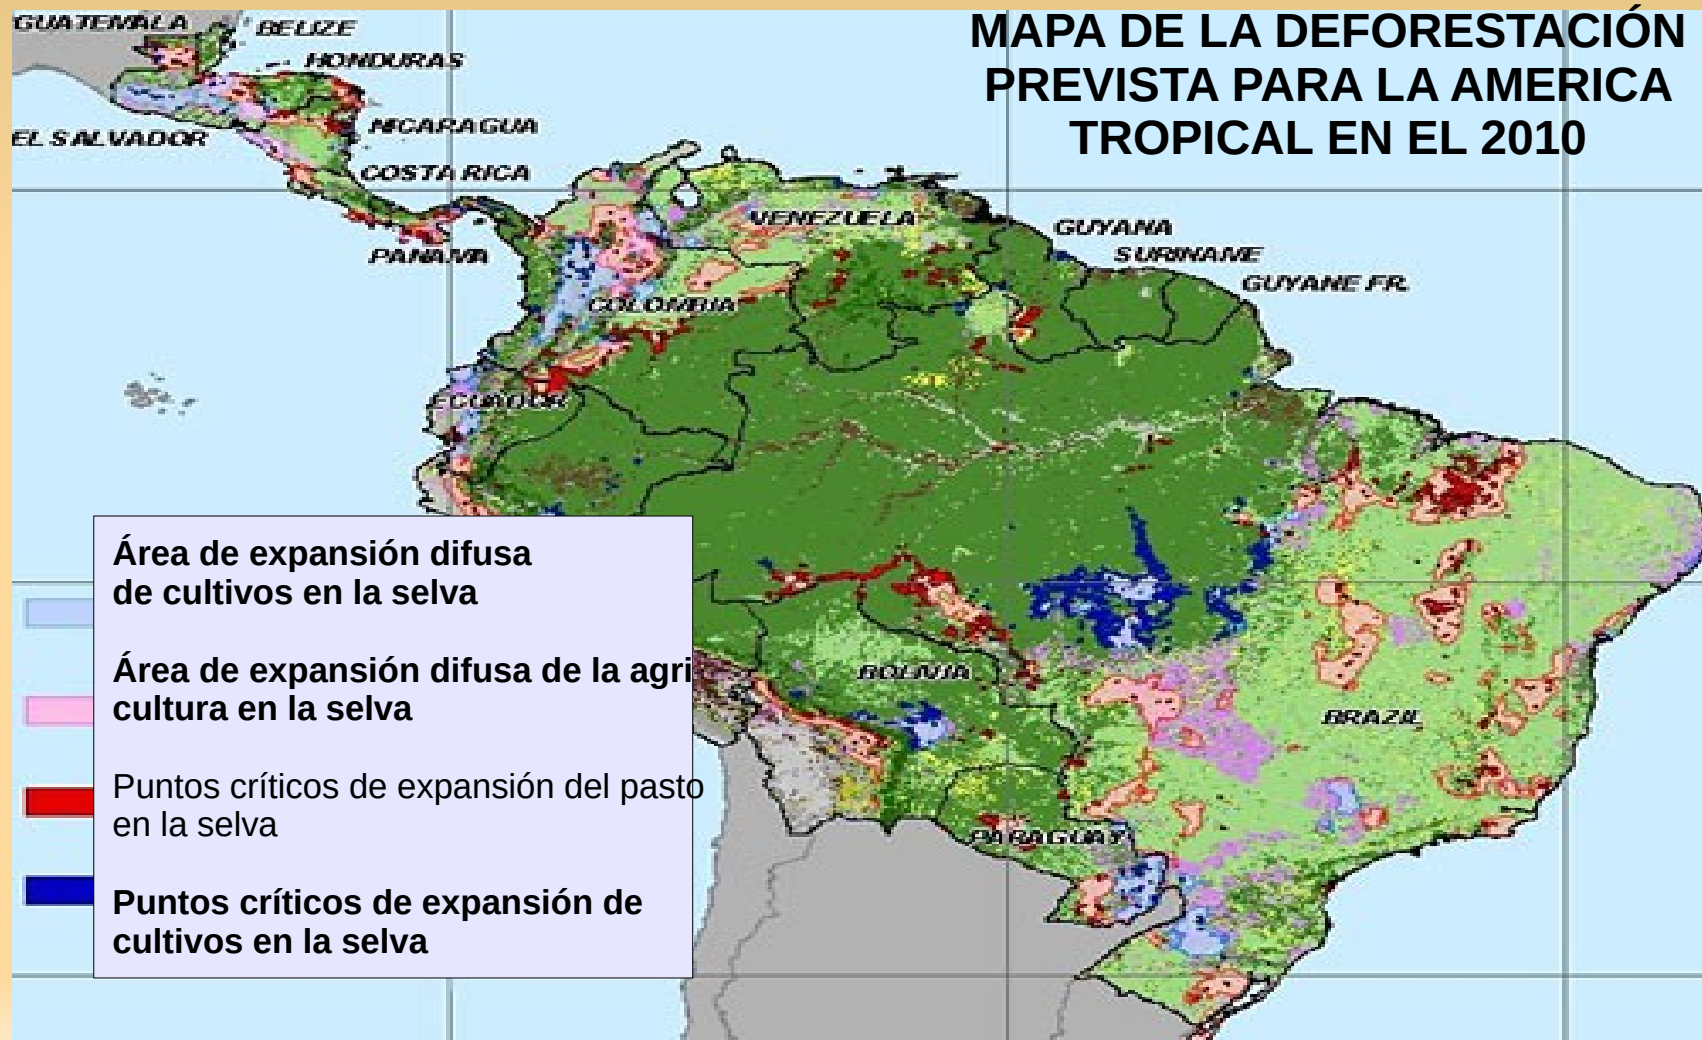 GUATEMALA
BELIZE
MAPA DE LA DEFORESTACIÓN
PREVISTA PARA LA AMERICA
TROPICAL EN EL 2010
HONDURAS
NICARAGUA
EL SALVADOR
COSTA RICA
VENEZUELA
GUYANA
PANAMA
SURINAME
GUYANE FR.
COLOMBIA
ECUADOR
Área de expansión difusa
de cultivos en la selva
Área de expansión difusa de la agri
cultura en la selva
Puntos críticos de expansión del pasto
en la selva
Puntos críticos de expansión de
cultivos en la selva
BOLIVIA
BRAZIL
PARAGUAY